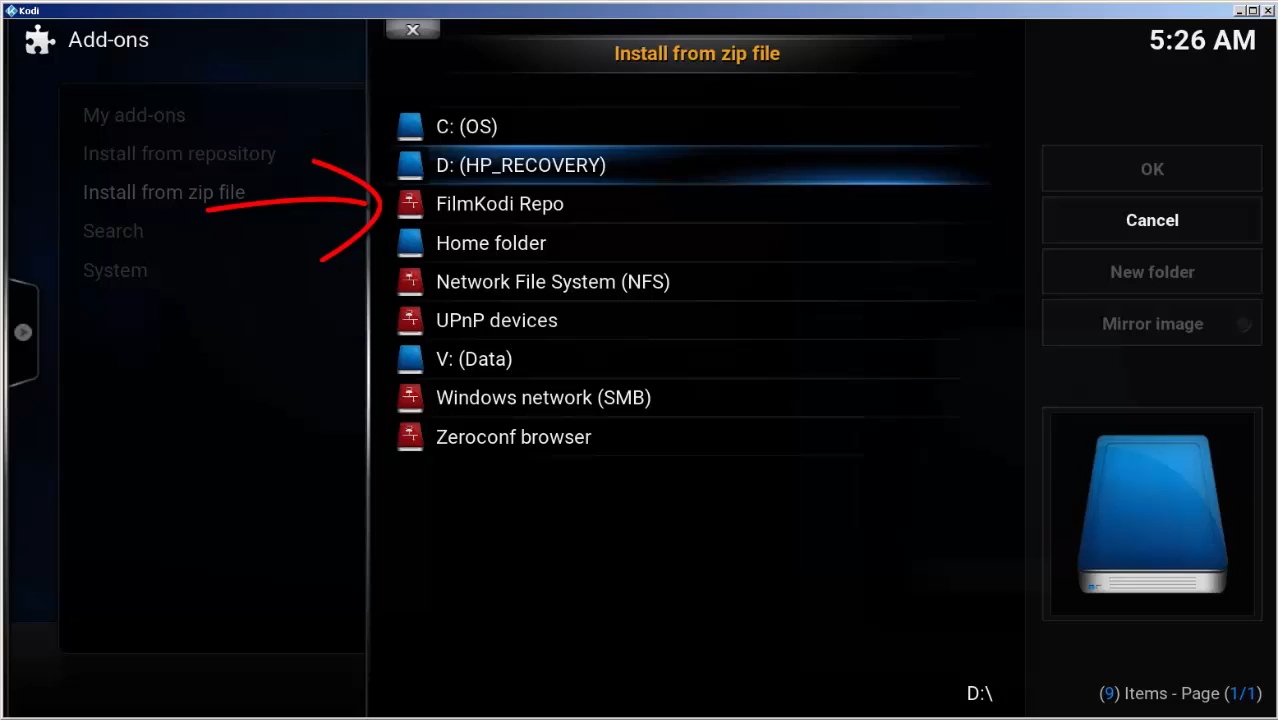 Kodi
Add-ons
5:26 AM
Install from zip file
My add-ons
Install from repository
Install from zip file
Search
System
C: (OS)
D: (HP_RECOVERY)
FilmKodi Repo
Home folder
Network File System (NFS)
UPnP devices
V: (Data)
Windows network (SMB)
Zeroconf browser
OK
Cancel
New folder
Mirror image
D:\
(9) Items - Page (1/1)